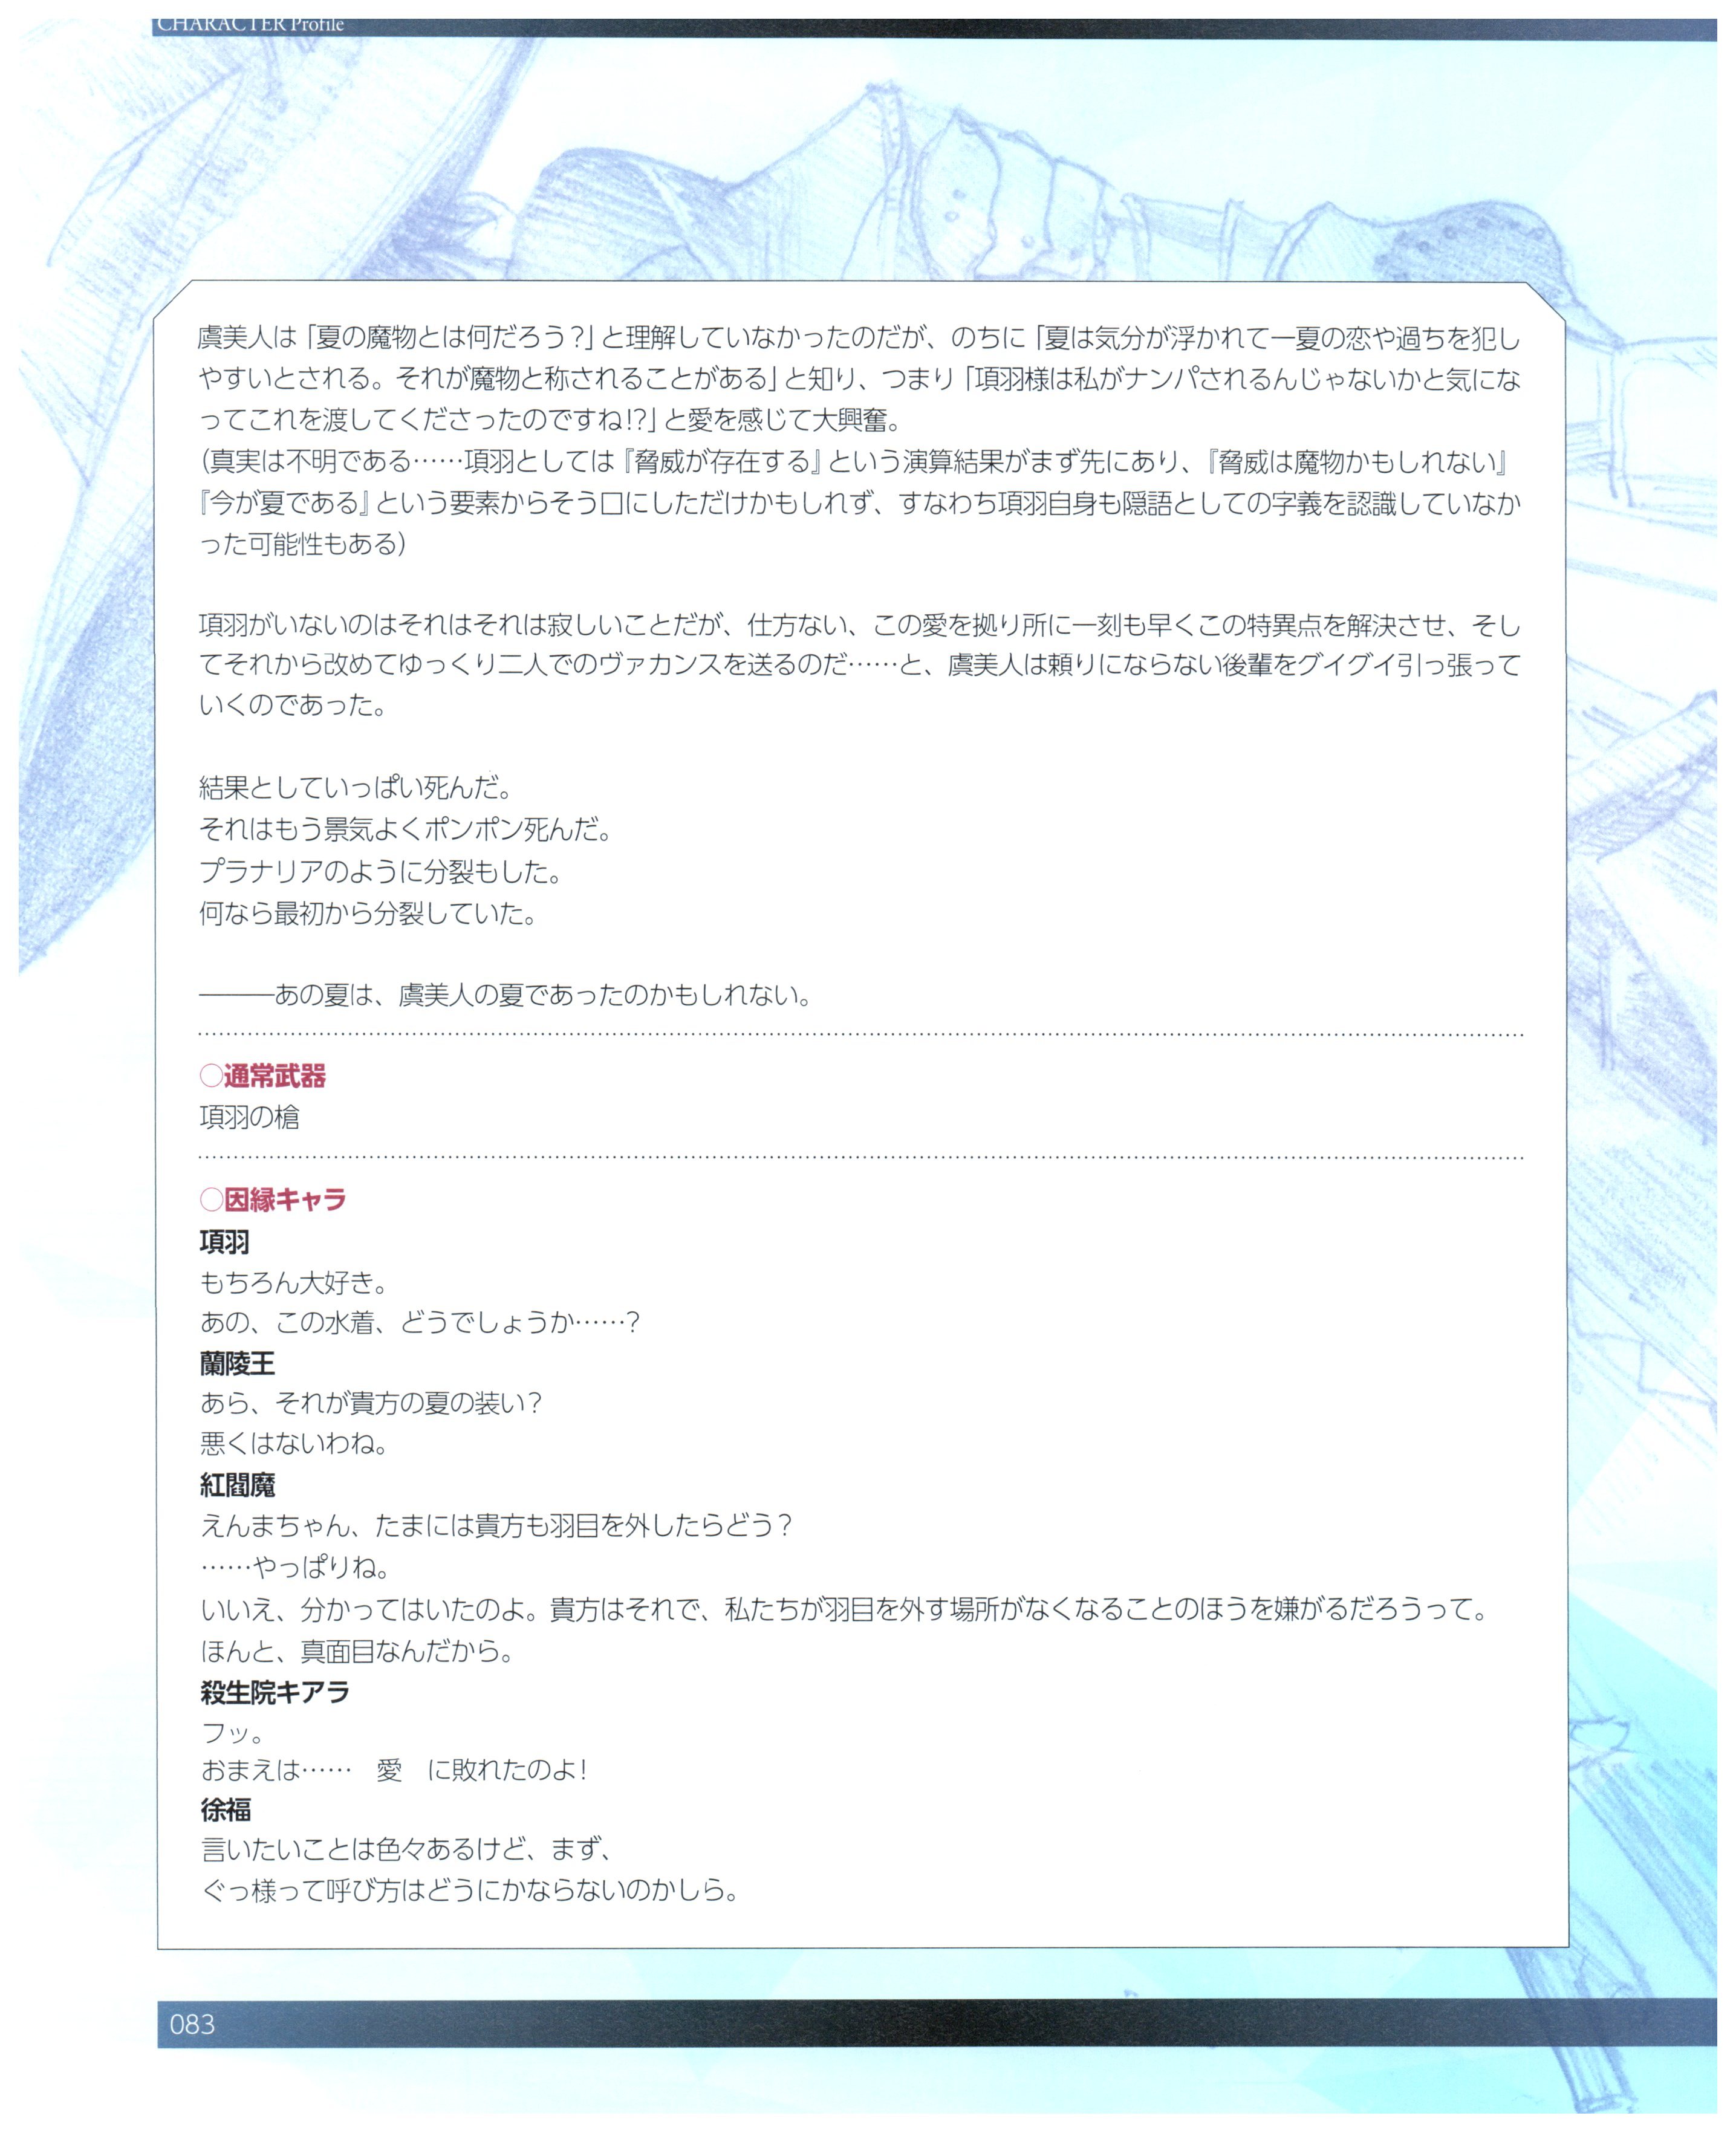 CHARACTER Profile
虞美人は「夏の魔物とは何だろう?」と理解していなかったのだが、のちに「夏は気分が浮かれて一夏の恋や過ちを犯し
やすいとされる。それが魔物と称されることがある」と知り、つまり「項羽様は私がナンパされるんじゃないかと気にな
ってこれを渡してくださったのですね!?」と愛を感じて大興奮。
(真実は不明である……項羽としては『脅威が存在する』という演算結果がまず先にあり、『脅威は魔物かもしれない』
『今が夏である』という要素からそう口にしただけかもしれず、すなわち項羽自身も隠語としての字義を認識していなか
った可能性もある)
項羽がいないのはそれはそれは寂しいことだが、仕方ない、この愛を拠り所に一刻も早くこの特異点を解決させ、そし
てそれから改めてゆっくり二人でのヴァカンスを送るのだ……と、虞美人は頼りにならない後輩をグイグイ引っ張って
いくのであった。
結果としていっぱい死んだ。
それはもう景気よくポンポン死んだ。
プラナリアのように分裂もした。
何なら最初から分裂していた。
―――あの夏は、虞美人の夏であったのかもしれない。
○通常武器
項羽の槍
○因縁キャラ
項羽
もちろん大好き。
あの、この水着、どうでしょうか……?
蘭陵王
あら、それが貴方の夏の装い?
悪くはないわね。
紅閻魔
えんまちゃん、たまには貴方も羽目を外したらどう?
……やっぱりね。
いいえ、分かってはいたのよ。貴方はそれで、私たちが羽目を外す場所がなくなることのほうを嫌がるだろうって。
ほんと、真面目なんだから。
殺生院キアラ
フッ。
おまえは……　愛　に敗れたのよ!
徐福
言いたいことは色々あるけど、まず、
ぐっ様って呼び方はどうにかならないのかしら。
083